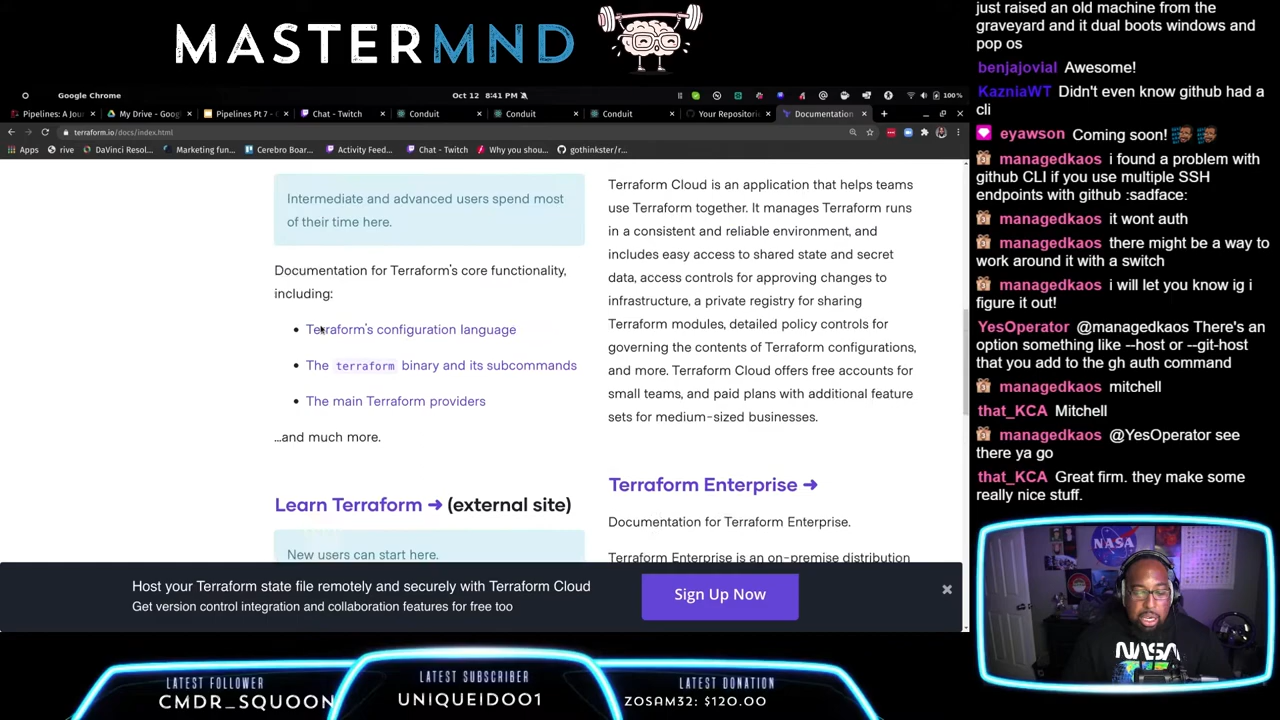 MASTERMND
Google Chrome
Oct 12 8:41 PM
100%
Pipelines: A Jour
My Drive - Goog
Pipelines Pt 7 -
Chat - Twitch
Conduit
Conduit
Conduit
Your Repositorie
Documentation
terraform.io/docs/index.html
Apps
rive
DaVinci Resol...
Marketing fun...
Cerebro Boar...
Activity Feed...
Chat - Twitch
Why you shou...
gothinkster/r...
Intermediate and advanced users spend most
of their time here.
Documentation for Terraform's core functionality,
including:
• Terraform's configuration language
• The terraform binary and its subcommands
• The main Terraform providers
...and much more.
Learn Terraform → (external site)
New users can start here.
Terraform Cloud is an application that helps teams
use Terraform together. It manages Terraform runs
in a consistent and reliable environment, and
includes easy access to shared state and secret
data, access controls for approving changes to
infrastructure, a private registry for sharing
Terraform modules, detailed policy controls for
governing the contents of Terraform configurations,
and more. Terraform Cloud offers free accounts for
small teams, and paid plans with additional feature
sets for medium-sized businesses.
Terraform Enterprise →
Documentation for Terraform Enterprise.
Terraform Enterprise is an on-premise distribution
Host your Terraform state file remotely and securely with Terraform Cloud
Get version control integration and collaboration features for free too
Sign Up Now
just raised an old machine from the
graveyard and it dual boots windows and
pop os
benjajovial Awesome!
KazniaWT Didn't even know github had a
cli
eyawson Coming soon!
managedkaos i found a problem with
github CLI if you use multiple SSH
endpoints with github :sadface:
managedkaos it wont auth
managedkaos there might be a way to
work around it with a switch
managedkaos i will let you know ig i
figure it out!
YesOperator @managedkaos There's an
option something like --host or --git-host
that you add to the gh auth command
managedkaos mitchell
that_KCA Mitchell
managedkaos @YesOperator see
there ya go
that_KCA Great firm. they make some
really nice stuff.
NASA
NASA
LATEST FOLLOWER
CMDR_SQUOON
LATEST SUBSCRIBER
UNIQUEID001
LATEST DONATION
ZOSAM32: $120.00